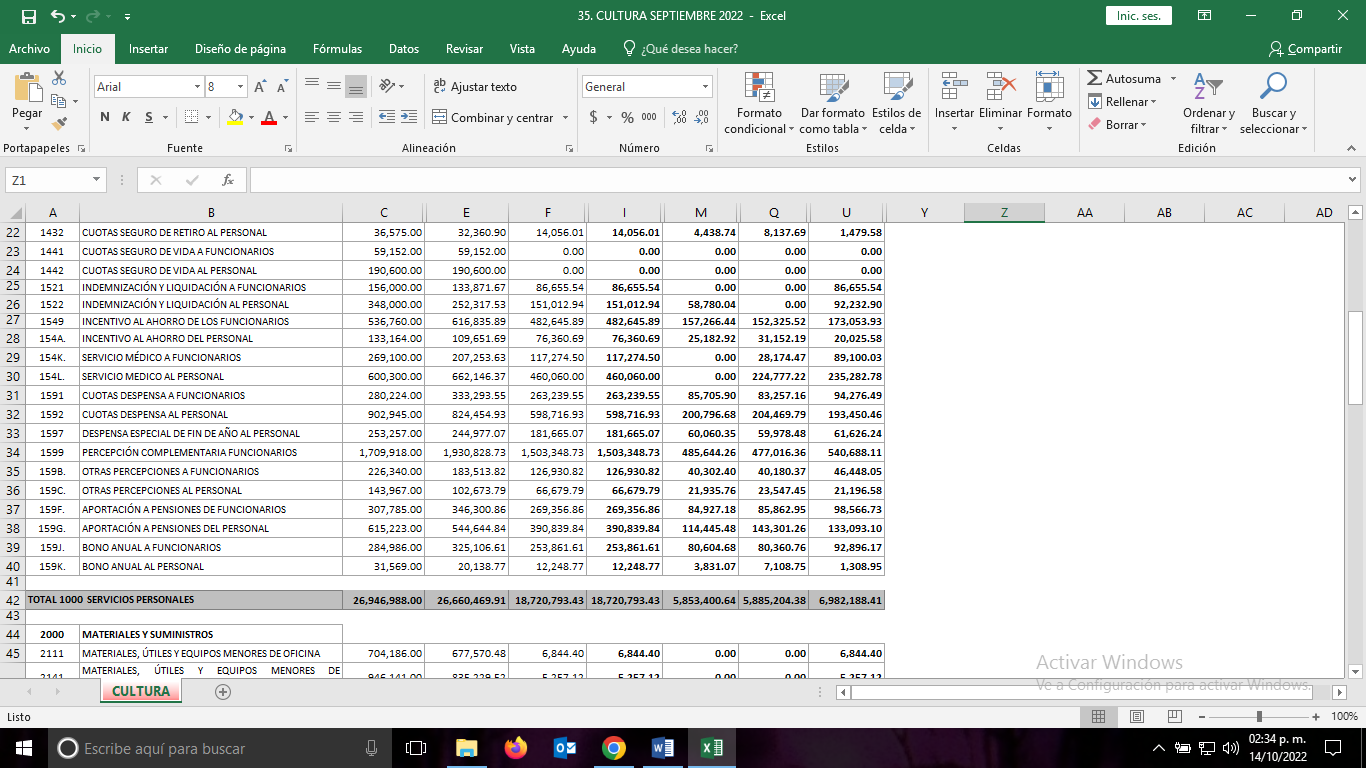 35. CULTURA SEPTIEMBRE 2022 - Excel
Inic. ses.
Archivo Inicio Insertar Diseño de página Fórmulas Datos Revisar Vista Ayuda ¿Qué desea hacer? Compartir
Pegar
Arial 8
N K S
Ajustar texto
Combinar y centrar
General
$ % 000
Formato condicional
Dar formato como tabla
Estilos de celda
Insertar Eliminar Formato
Autosuma
Rellenar
Borrar
Ordenar y filtrar
Buscar y seleccionar
Portapapeles Fuente Alineación Número Estilos Celdas Edición
Z1 fx
A B C E F I M Q U Y Z AA AB AC AD
22 1432 CUOTAS SEGURO DE RETIRO AL PERSONAL 36,575.00 32,360.90 14,056.01 14,056.01 4,438.74 8,137.69 1,479.58
23 1441 CUOTAS SEGURO DE VIDA A FUNCIONARIOS 59,152.00 59,152.00 0.00 0.00 0.00 0.00 0.00
24 1442 CUOTAS SEGURO DE VIDA AL PERSONAL 190,600.00 190,600.00 0.00 0.00 0.00 0.00 0.00
25 1521 INDEMNIZACIÓN Y LIQUIDACIÓN A FUNCIONARIOS 156,000.00 133,871.67 86,655.54 86,655.54 0.00 0.00 86,655.54
26 1522 INDEMNIZACIÓN Y LIQUIDACIÓN AL PERSONAL 348,000.00 252,317.53 151,012.94 151,012.94 58,780.04 0.00 92,232.90
27 1549 INCENTIVO AL AHORRO DE LOS FUNCIONARIOS 536,760.00 616,835.89 482,645.89 482,645.89 157,266.44 152,325.52 173,053.93
28 154A. INCENTIVO AL AHORRO DEL PERSONAL 133,164.00 109,651.69 76,360.69 76,360.69 25,182.92 31,152.19 20,025.58
29 154K. SERVICIO MÉDICO A FUNCIONARIOS 269,100.00 207,253.63 117,274.50 117,274.50 0.00 28,174.47 89,100.03
30 154L. SERVICIO MEDICO AL PERSONAL 600,300.00 662,146.37 460,060.00 460,060.00 0.00 224,777.22 235,282.78
31 1591 CUOTAS DESPENSA A FUNCIONARIOS 280,224.00 333,293.55 263,239.55 263,239.55 85,705.90 83,257.16 94,276.49
32 1592 CUOTAS DESPENSA AL PERSONAL 902,945.00 824,454.93 598,716.93 598,716.93 200,796.68 204,469.79 193,450.46
33 1597 DESPENSA ESPECIAL DE FIN DE AÑO AL PERSONAL 253,257.00 244,977.07 181,665.07 181,665.07 60,060.35 59,978.48 61,626.24
34 1599 PERCEPCIÓN COMPLEMENTARIA FUNCIONARIOS 1,709,918.00 1,930,828.73 1,503,348.73 1,503,348.73 485,644.26 477,016.36 540,688.11
35 159B. OTRAS PERCEPCIONES A FUNCIONARIOS 226,340.00 183,513.82 126,930.82 126,930.82 40,302.40 40,180.37 46,448.05
36 159C. OTRAS PERCEPCIONES AL PERSONAL 143,967.00 102,673.79 66,679.79 66,679.79 21,935.76 23,547.45 21,196.58
37 159F. APORTACIÓN A PENSIONES DE FUNCIONARIOS 307,785.00 346,300.86 269,356.86 269,356.86 84,927.18 85,862.95 98,566.73
38 159G. APORTACIÓN A PENSIONES DEL PERSONAL 615,223.00 544,644.84 390,839.84 390,839.84 114,445.48 143,301.26 133,093.10
39 159J. BONO ANUAL A FUNCIONARIOS 284,986.00 325,106.61 253,861.61 253,861.61 80,604.68 80,360.76 92,896.17
40 159K. BONO ANUAL AL PERSONAL 31,569.00 20,138.77 12,248.77 12,248.77 3,831.07 7,108.75 1,308.95
41
42 TOTAL 1000 SERVICIOS PERSONALES 26,946,988.00 26,660,469.91 18,720,793.43 18,720,793.43 5,853,400.64 5,885,204.38 6,982,188.41
43
44 2000 MATERIALES Y SUMINISTROS
45 2111 MATERIALES, ÚTILES Y EQUIPOS MENORES DE OFICINA 704,186.00 677,570.48 6,844.40 6,844.40 0.00 0.00 6,844.40
MATERIALES, ÚTILES Y EQUIPOS MENORES DE
Activar Windows
Ve a Configuración para activar Windows.
CULTURA
Listo
100%
Escribe aquí para buscar
02:34 p. m.
14/10/2022